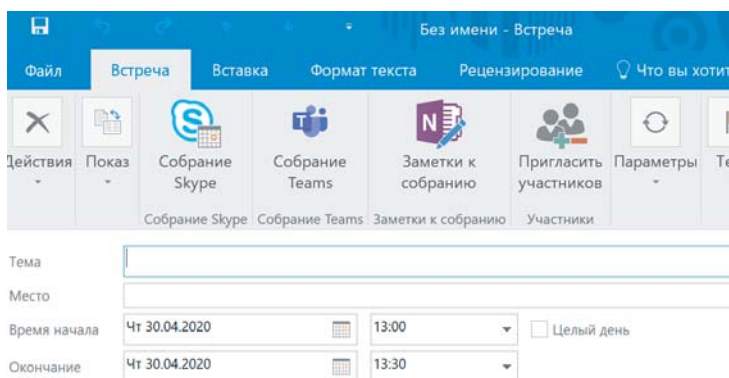 Без имени - Встреча
Файл Встреча Вставка Формат текста Рецензирование Что вы
Действия Показ Собрание Skype Собрание Teams Заметки к собранию Пригласить участников Параметры
Собрание Skype Собрание Teams Заметки к собранию Участники
Тема
Место
Время начала Чт 30.04.2020 13:00 Целый день
Окончание Чт 30.04.2020 13:30